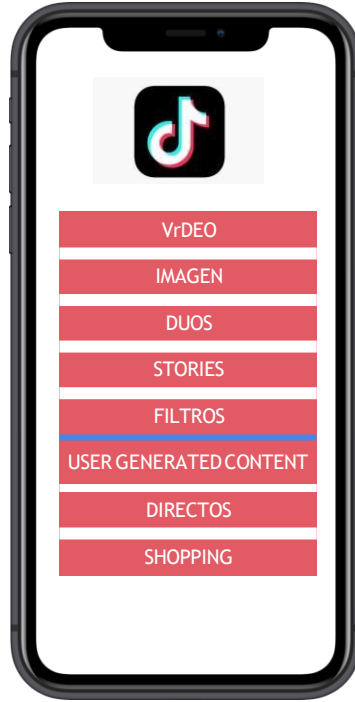 VrDEO
IMAGEN
DUOS
STORIES
FILTROS
USER GENERATED CONTENT
DIRECTOS
SHOPPING